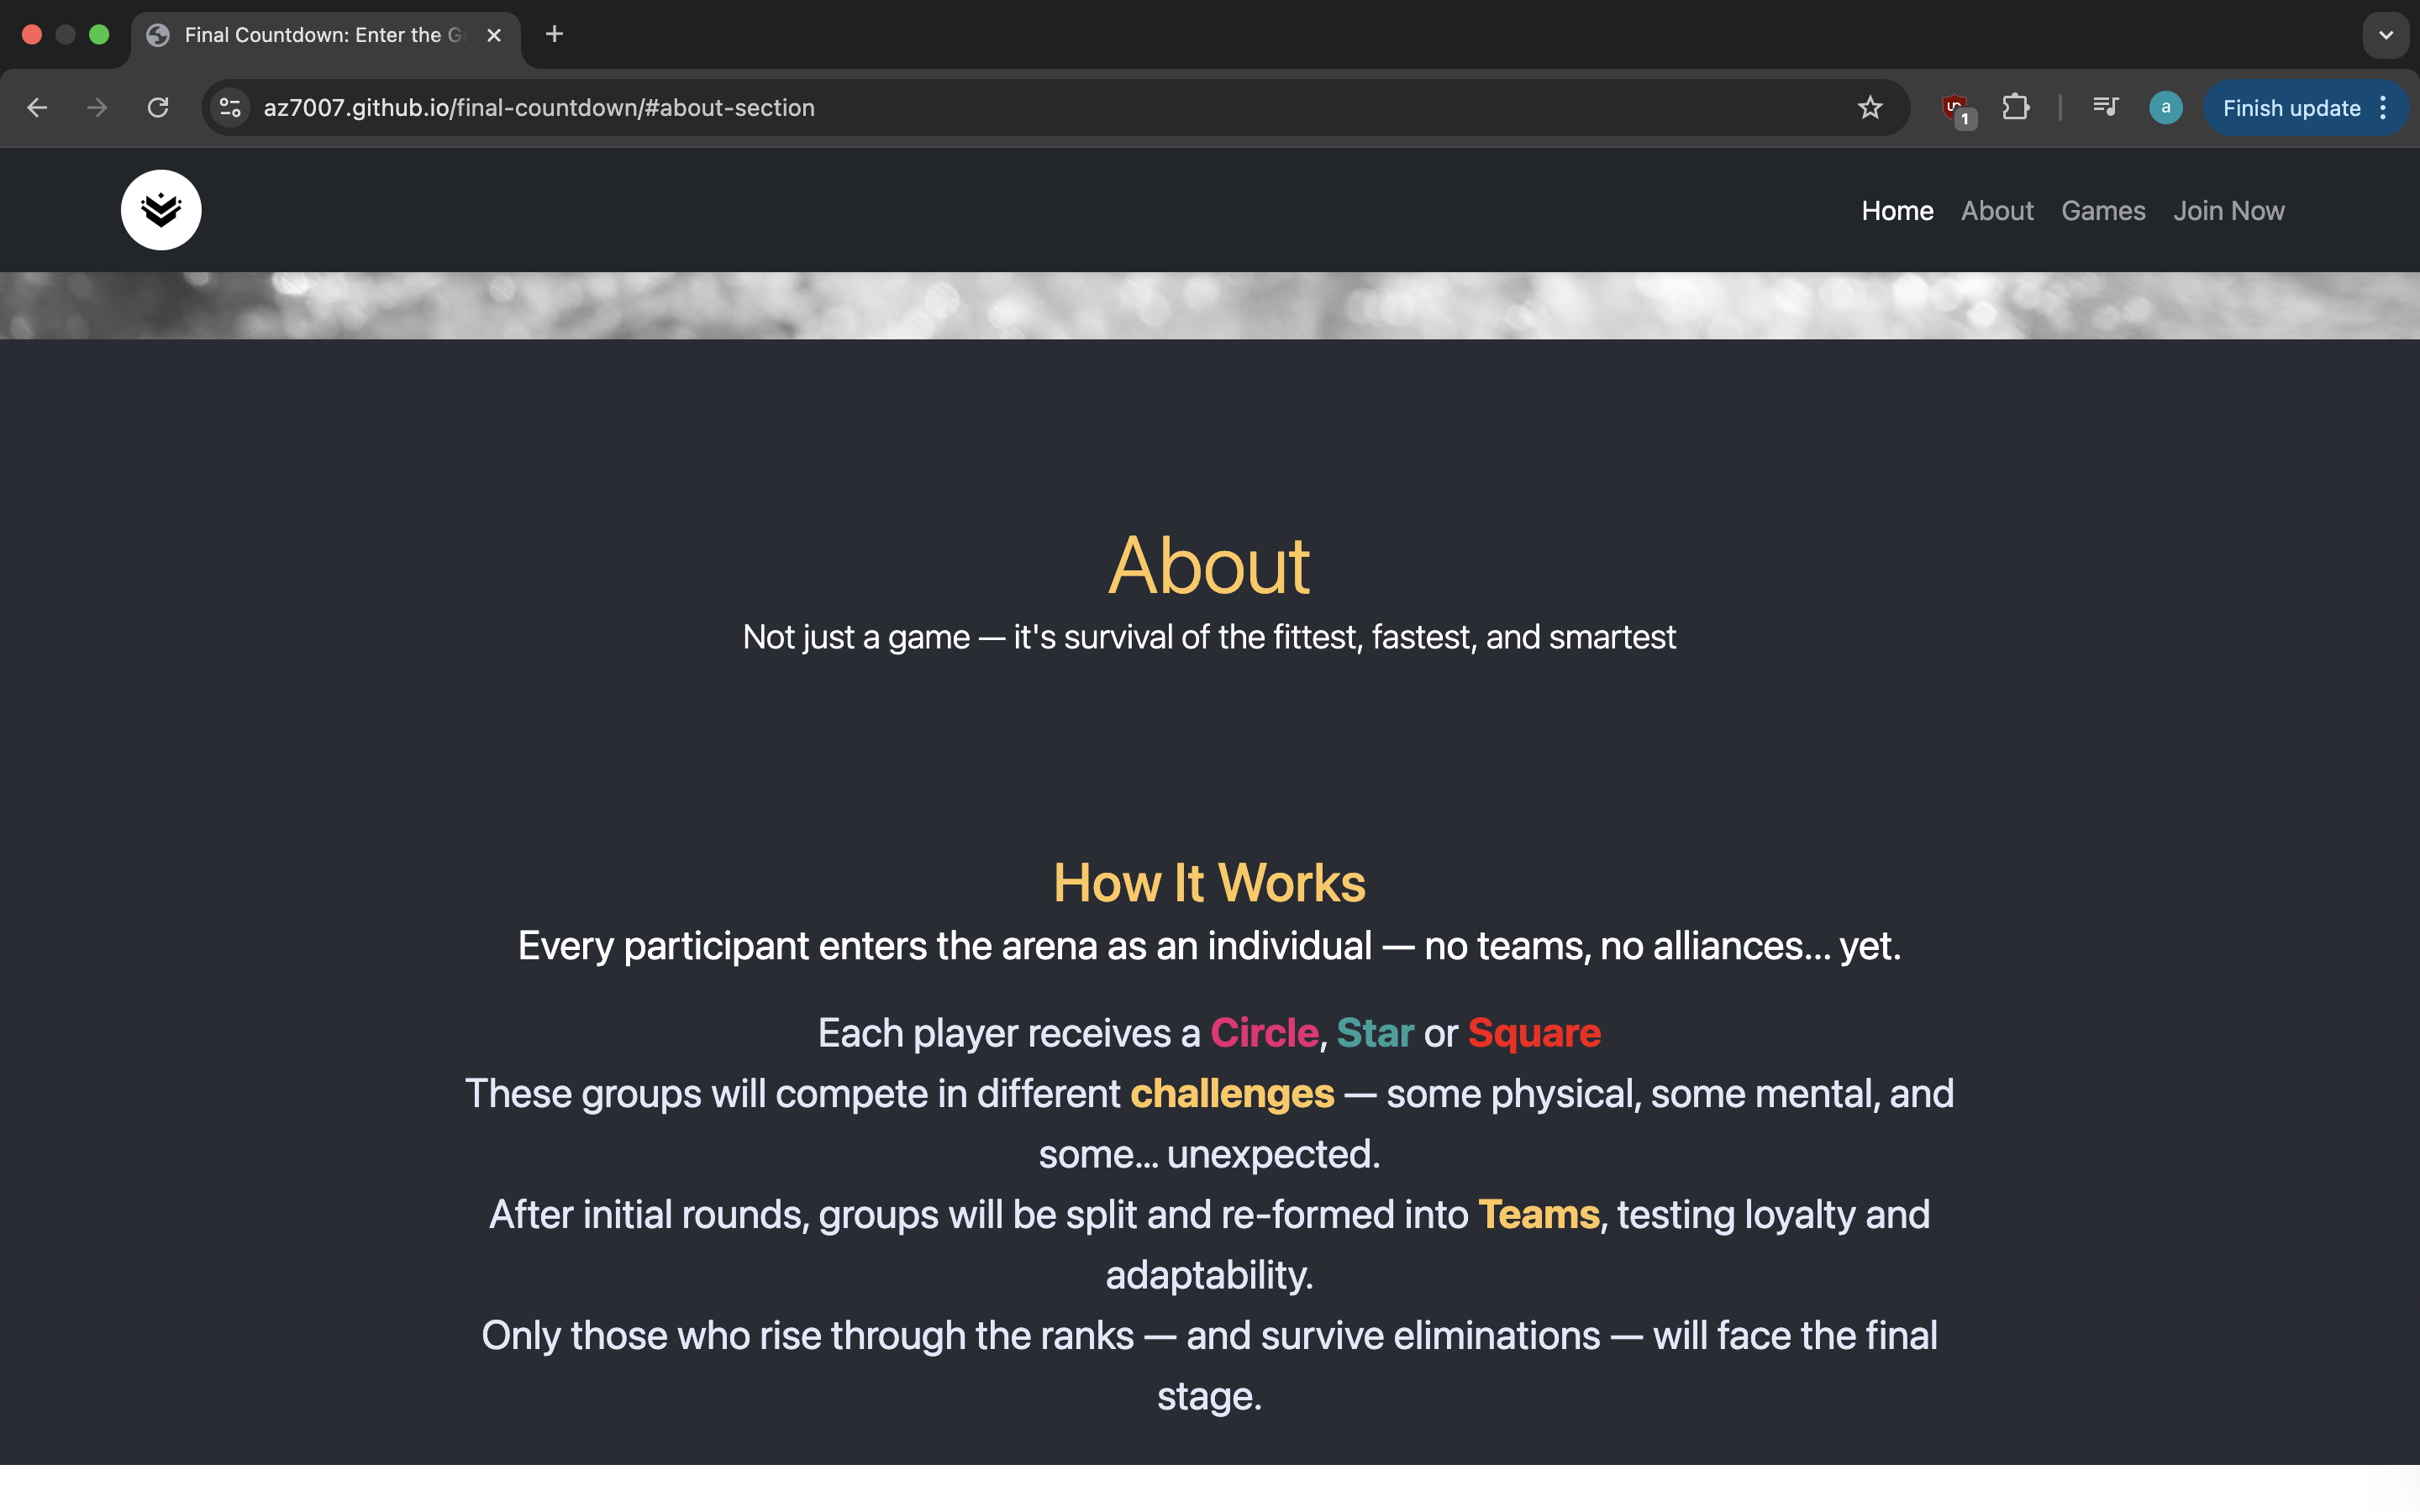 Final Countdown: Enter the G
az7007.github.io/final-countdown/#about-section
1
a
Finish update
Home About Games Join Now
About
Not just a game — it's survival of the fittest, fastest, and smartest
How It Works
Every participant enters the arena as an individual — no teams, no alliances... yet.
Each player receives a Circle, Star or Square
These groups will compete in different challenges — some physical, some mental, and
some... unexpected.
After initial rounds, groups will be split and re-formed into Teams, testing loyalty and
adaptability.
Only those who rise through the ranks — and survive eliminations — will face the final
stage.